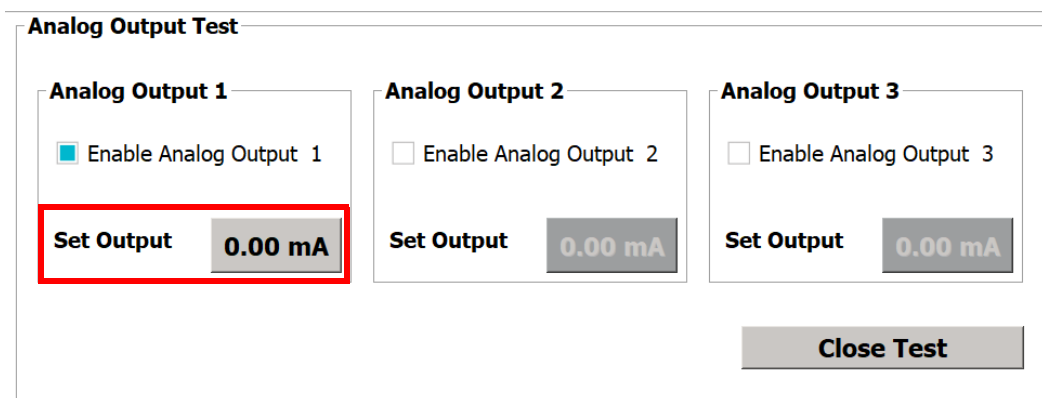 Analog Output Test
Analog Output 1
Analog Output 2
Analog Output 3
Enable Analog Output 1
Enable Analog Output 2
Enable Analog Output 3
Set Output 0.00 mA
Set Output 0.00 mA
Set Output 0.00 mA
Close Test